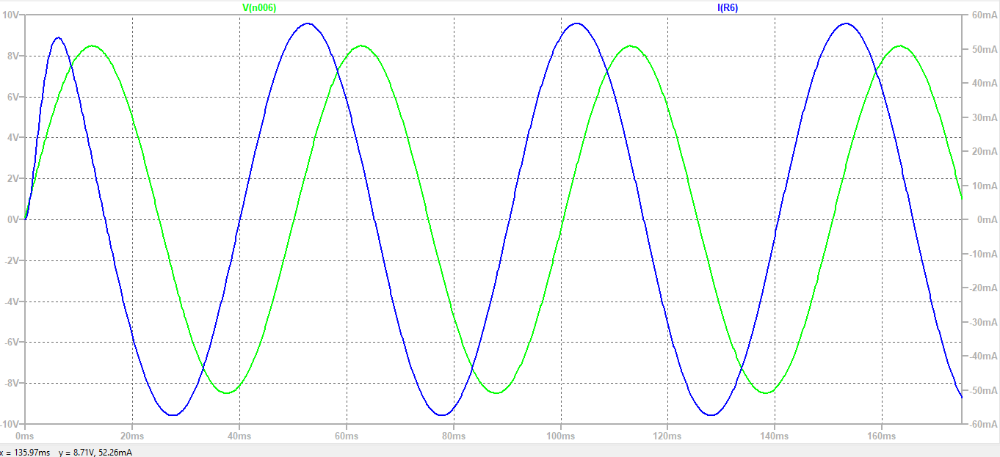 V(n006) I(R6)
10V 60mA
8V 50mA
6V 40mA
4V 30mA
2V 20mA
0V 10mA
-2V 0mA
-4V -10mA
-6V -20mA
-8V -30mA
-10V -40mA
-50mA
-60mA
0ms 20ms 40ms 60ms 80ms 100ms 120ms 140ms 160ms
x = 135.97ms y = 8.71V, 52.26mA